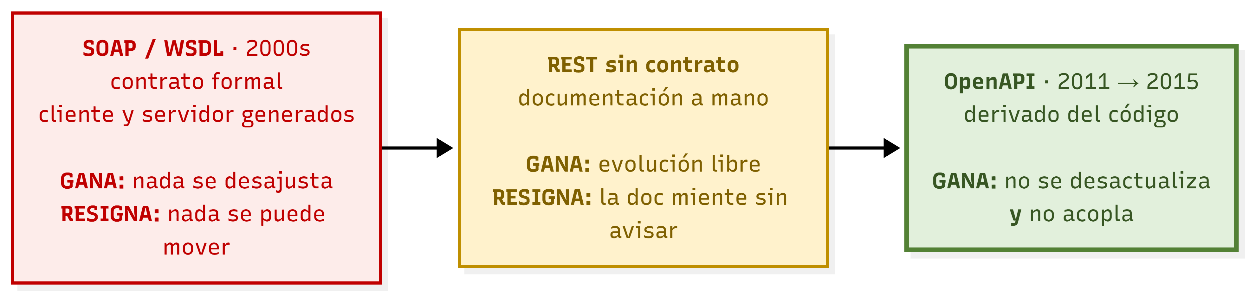 SOAP / WSDL · 2000s
contrato formal
cliente y servidor generados
GANA: nada se desajusta
RESIGNA: nada se puede
mover
REST sin contrato
documentación a mano
GANA: evolución libre
RESIGNA: la doc miente sin
avisar
OpenAPI · 2011 → 2015
derivado del código
GANA: no se desactualiza
y no acopla